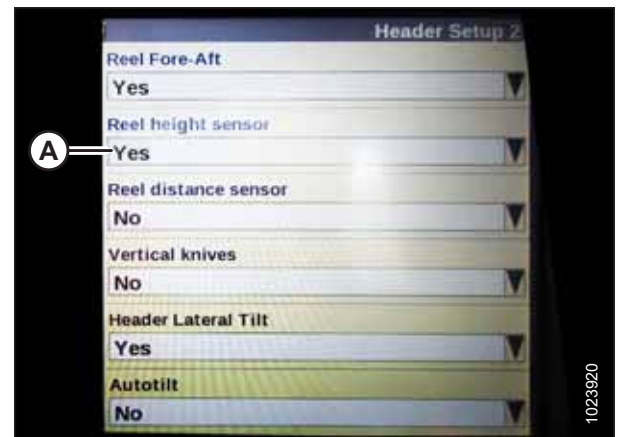 Header Setup 2
Reel Fore-Aft
Yes
Reel height sensor
A
Yes
Reel distance sensor
No
Vertical knives
No
Header Lateral Tilt
Yes
Autotilt
No
1023920